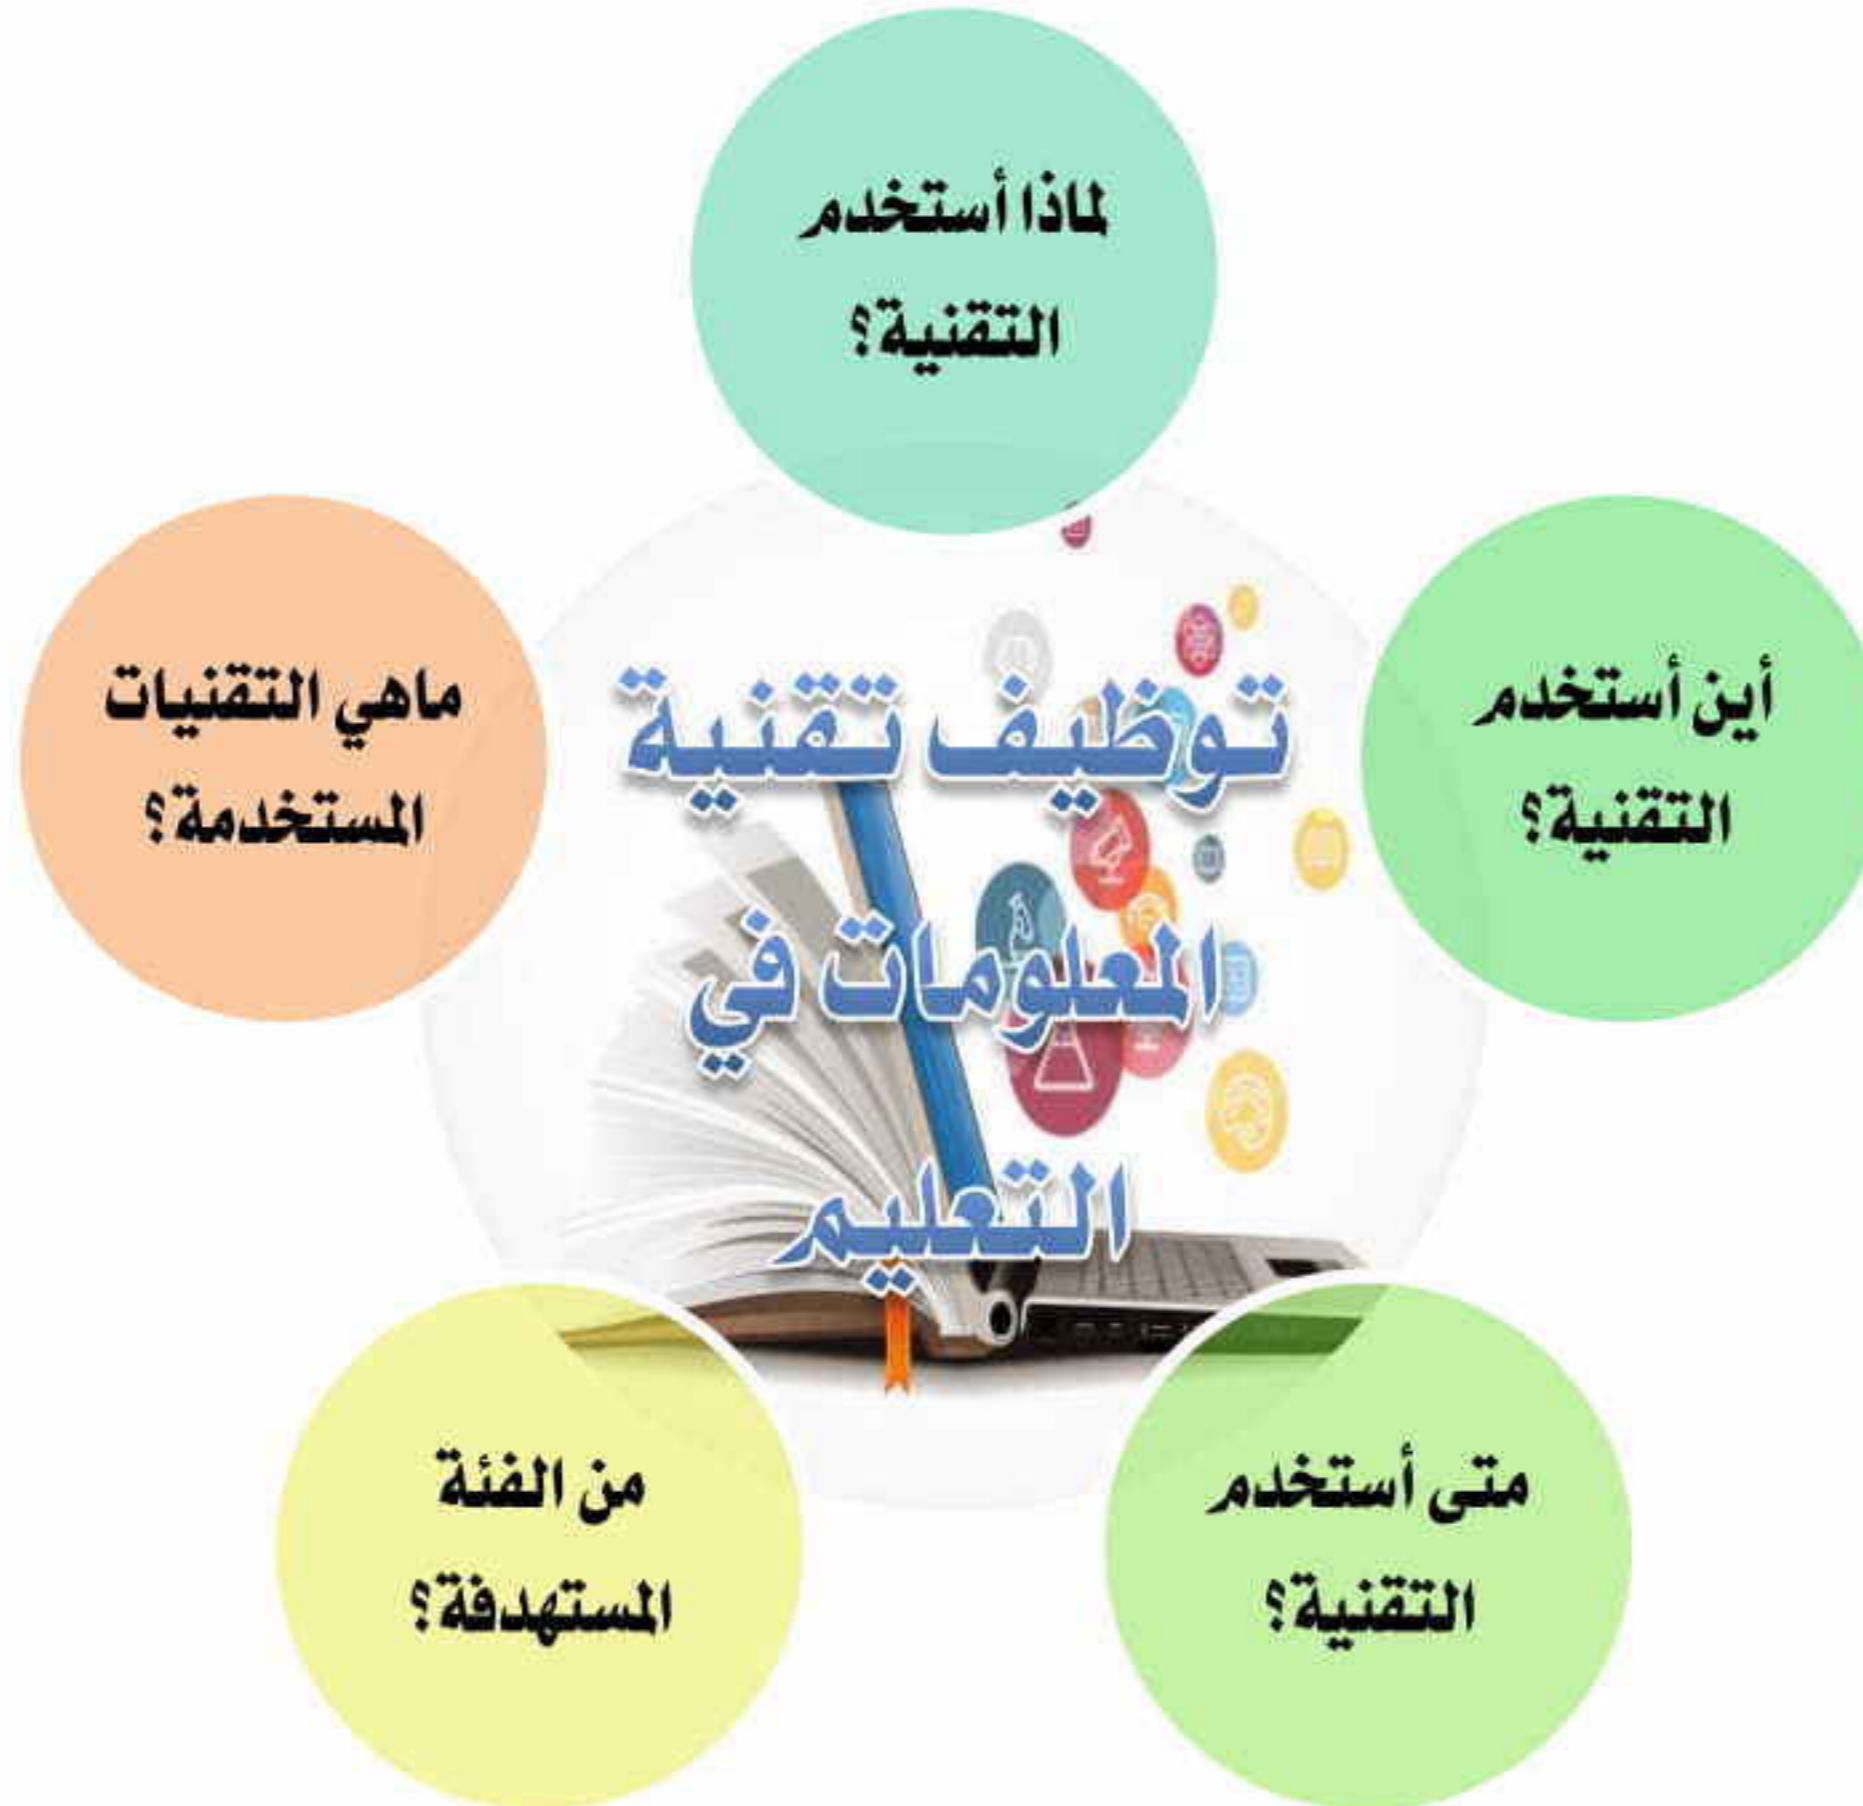 لماذا أستخدم
التقنية؟
أين أستخدم
التقنية؟
ماهي التقنيات
المستخدمة؟
توظيف تقنية
المعلومات في
التعليم
متى أستخدم
التقنية؟
من الفئة
المستهدفة؟